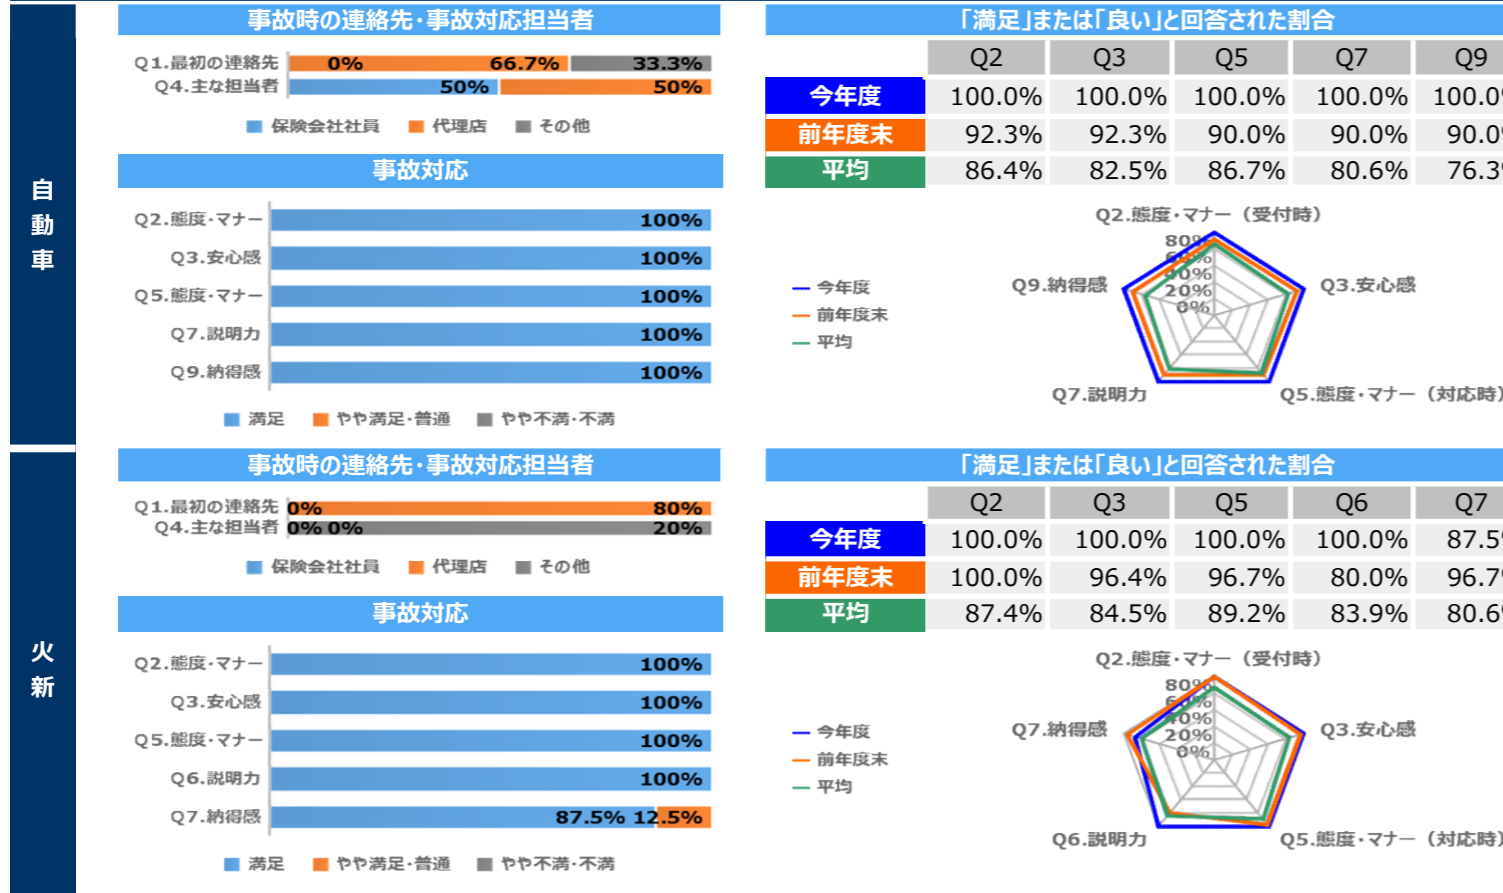 自動車
事故時の連絡先・事故対応担当者
Q1.最初の連絡先 0% 66.7% 33.3%
Q4.主な担当者 50% 50%
保険会社社員 代理店 その他
事故対応
Q2.態度・マナー 100%
Q3.安心感 100%
Q5.態度・マナー 100%
Q7.説明力 100%
Q9.納得感 100%
満足 やや満足・普通 やや不満・不満
「満足」または「良い」と回答された割合
Q2 Q3 Q5 Q7 Q9
今年度 100.0% 100.0% 100.0% 100.0% 100.0%
前年度末 92.3% 92.3% 90.0% 90.0% 90.0%
平均 86.4% 82.5% 86.7% 80.6% 76.3%
Q2.態度・マナー（受付時）
80%
60%
40%
20%
0%
Q9.納得感
Q3.安心感
Q7.説明力
Q5.態度・マナー（対応時）
今年度
前年度末
平均
火新
事故時の連絡先・事故対応担当者
Q1.最初の連絡先 0% 80%
Q4.主な担当者 0% 0% 20%
保険会社社員 代理店 その他
事故対応
Q2.態度・マナー 100%
Q3.安心感 100%
Q5.態度・マナー 100%
Q6.説明力 100%
Q7.納得感 87.5% 12.5%
満足 やや満足・普通 やや不満・不満
「満足」または「良い」と回答された割合
Q2 Q3 Q5 Q6 Q7
今年度 100.0% 100.0% 100.0% 100.0% 87.5%
前年度末 100.0% 96.4% 96.7% 80.0% 96.7%
平均 87.4% 84.5% 89.2% 83.9% 80.6%
Q2.態度・マナー（受付時）
80%
60%
40%
20%
0%
Q7.納得感
Q3.安心感
Q6.説明力
Q5.態度・マナー（対応時）
今年度
前年度末
平均